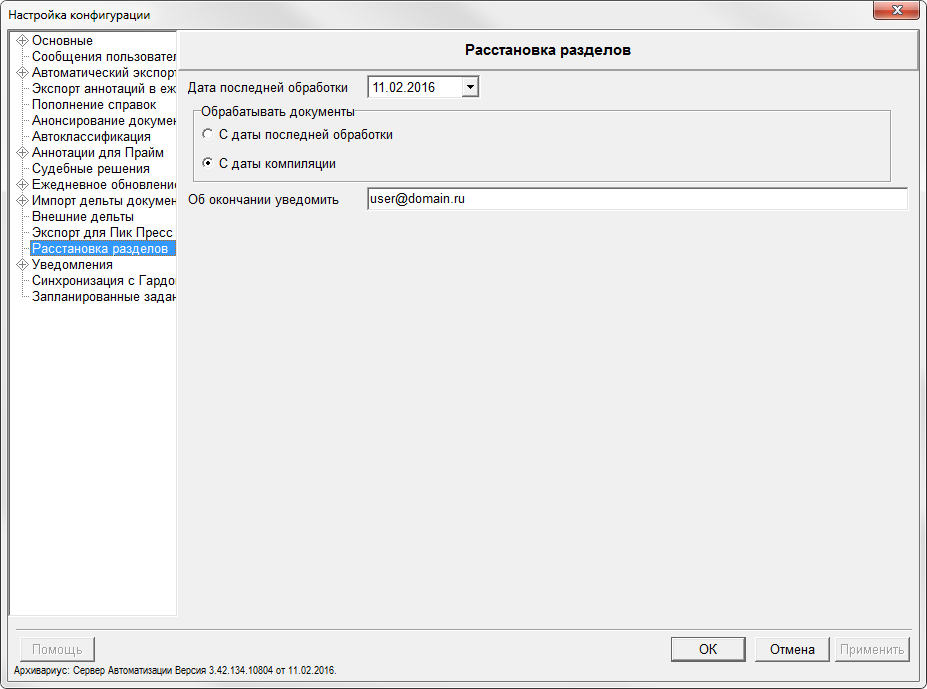 Настройка конфигурации
Основные
Сообщения пользовател
Автоматический экспорт
Экспорт аннотаций в еж
Пополнение справок
Анонсирование докумен
Автоклассификация
Аннотации для Прайм
Судебные решения
Ежедневное обновление
Импорт дельты докумен
Внешние дельты
Экспорт для Пик Пресс
Расстановка разделов
Уведомления
Синхронизация с Гардо
Запланированные задан
Расстановка разделов
Дата последней обработки 11.02.2016
Обрабатывать документы
С даты последней обработки
С даты компиляции
Об окончании уведомить user@domain.ru
Помощь OK Отмена Применить
Архивариус: Сервер Автоматизации Версия 3.42.134.10804 от 11.02.2016.